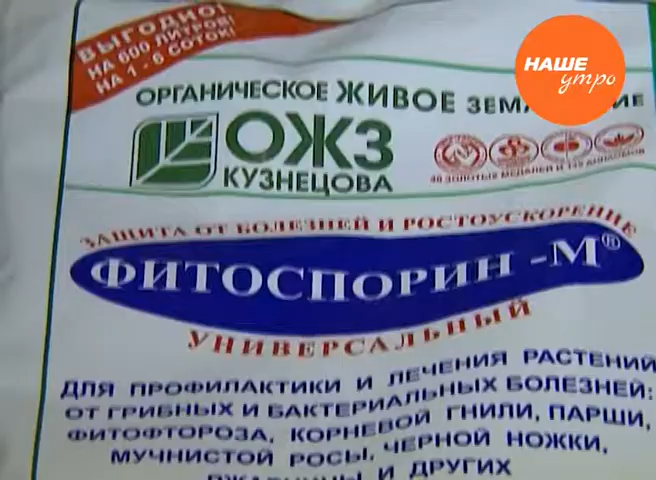 ВЫГОДНО!
НА 600 ЛИТРОВ!
НА 1 - 6 СОТОК!
НАШЕ
утро
ОРГАНИЧЕСКОЕ ЖИВОЕ
ОЖЗ
КУЗНЕЦОВА
ЗАЩИТА ОТ БОЛЕЗНЕЙ И РОСТОУСКОРЕНИЕ
ФИТОСПОРИН -М®
УНИВЕРСАЛЬНЫЙ
ДЛЯ ПРОФИЛАКТИКИ И ЛЕЧЕНИЯ РАСТЕНИЙ
ОТ ГРИБНЫХ И БАКТЕРИАЛЬНЫХ БОЛЕЗНЕЙ:
ФИТОФТОРОЗА, КОРНЕВОЙ ГНИЛИ, ПАРШИ,
МУЧНИСТОЙ РОСЫ, ЧЕРНОЙ НОЖКИ,
И ДРУГИХ